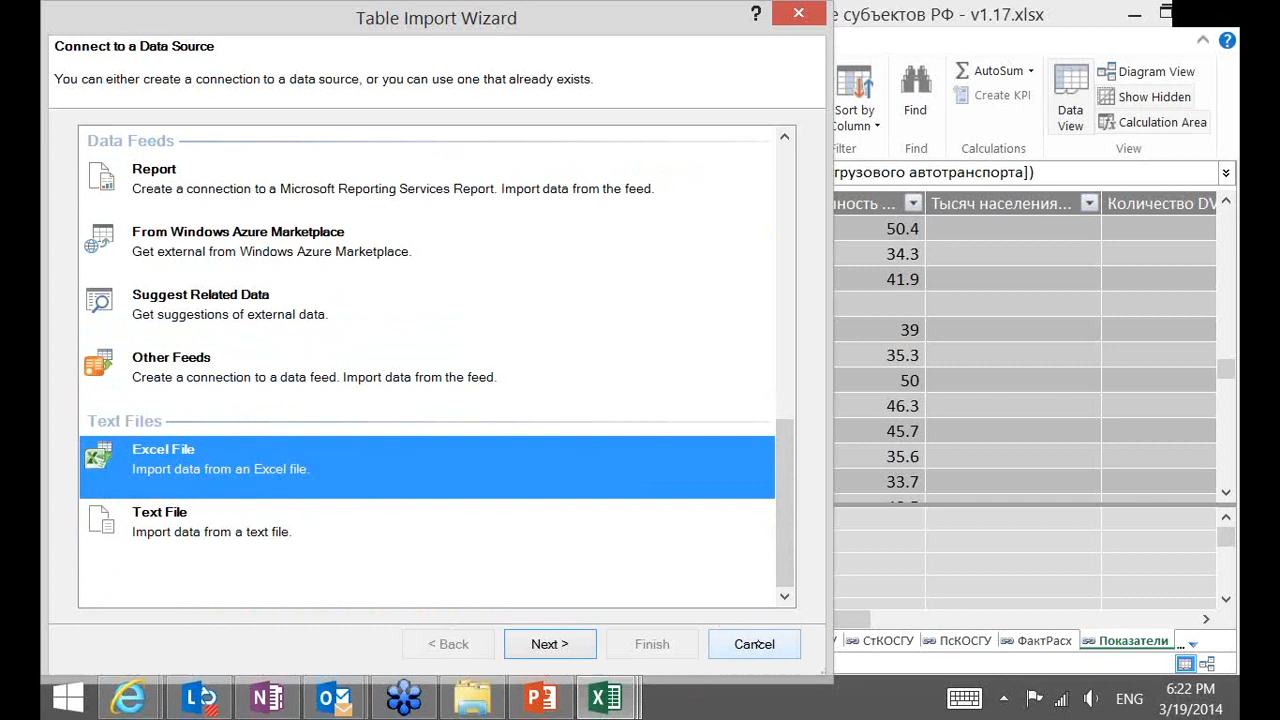 Table Import Wizard
?
Connect to a Data Source
You can either create a connection to a data source, or you can use one that already exists.
Data Feeds
Report
Create a connection to a Microsoft Reporting Services Report. Import data from the feed.
From Windows Azure Marketplace
Get external from Windows Azure Marketplace.
Suggest Related Data
Get suggestions of external data.
Other Feeds
Create a connection to a data feed. Import data from the feed.
Text Files
Excel File
Import data from an Excel file.
Text File
Import data from a text file.
< Back
Next >
Finish
Cancel
е субъектов РФ - v1.17.xlsx
Sort by
Column
Find
AutoSum
Create KPI
Data
View
Diagram View
Show Hidden
Calculation Area
Find
Calculations
View
грузового автотранспорта])
ность ...
Тысяч населения...
Количество DV
50.4
34.3
41.9
39
35.3
50
46.3
45.7
35.6
33.7
СтКОСГУ
ПсКОСГУ
ФактРасх
Показатели
...
ENG
6:22 PM
3/19/2014